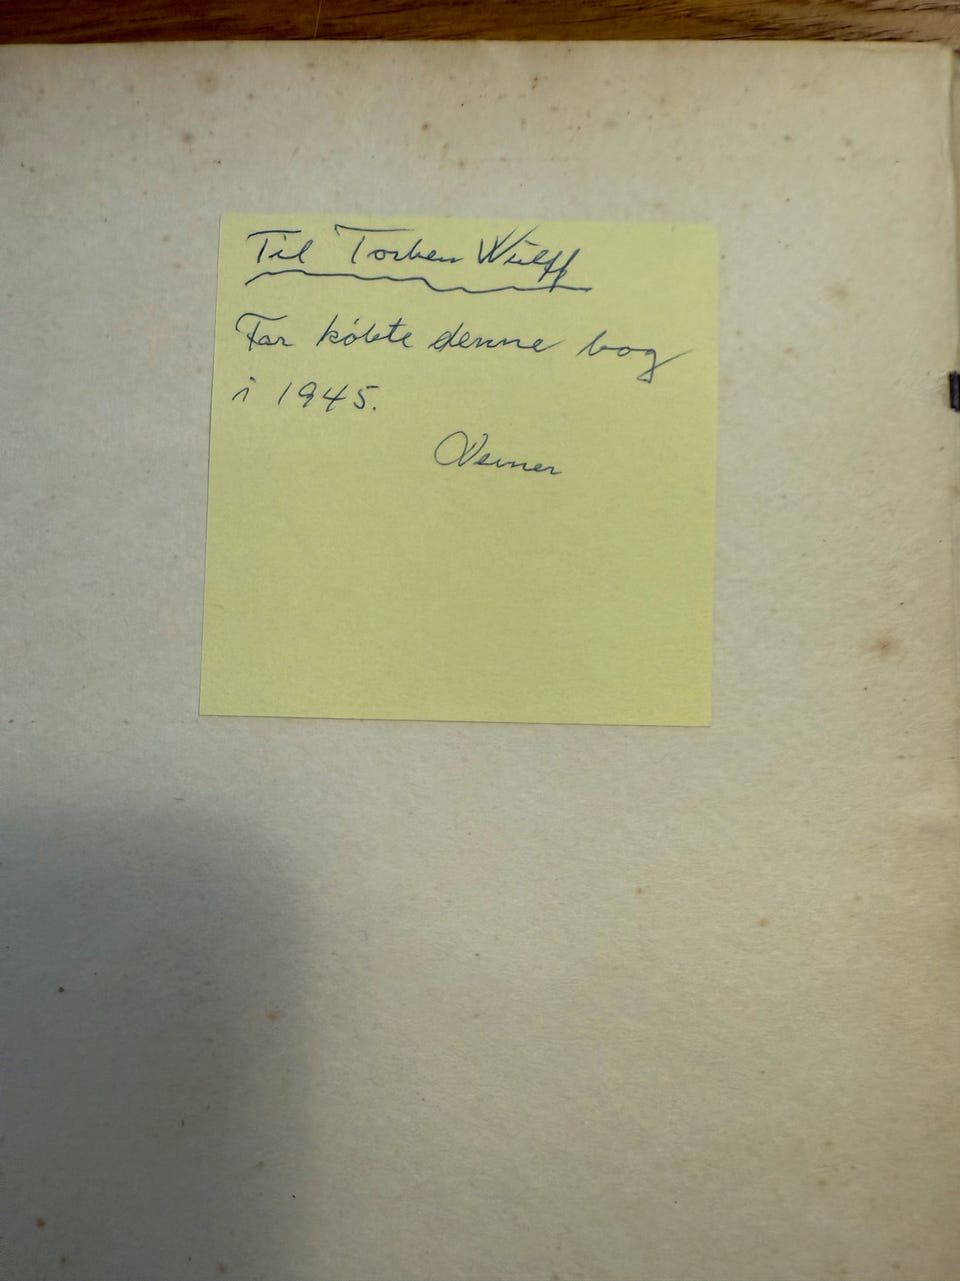 Til Torben Wulff
Far købte denne bog
i 1945.
Verner